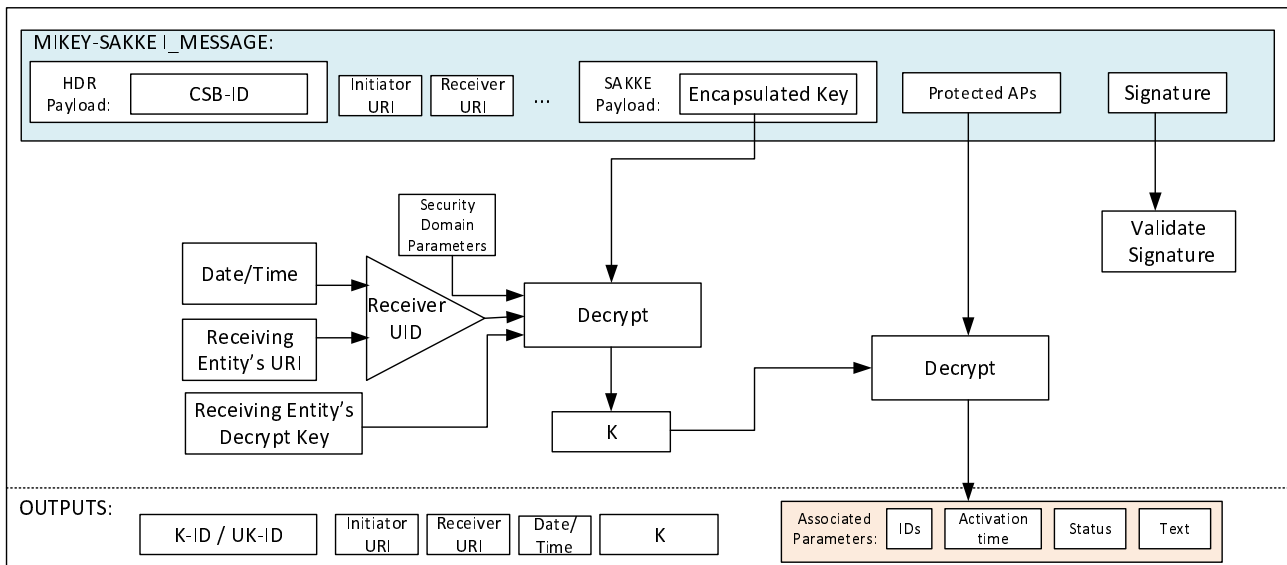 MIKEY-SAKKE I_MESSAGE:
HDR
Payload:
CSB-ID
Initiator
URI
Receiver
URI
...
SAKKE
Payload:
Encapsulated Key
Protected APs
Signature
Security
Domain
Parameters
Validate
Signature
Date/Time
Receiver
UID
Receiving
Entity's URI
Decrypt
Decrypt
Receiving Entity's
Decrypt Key
K
OUTPUTS:
K-ID / UK-ID
Initiator
URI
Receiver
URI
Date/
Time
K
Associated
Parameters:
IDs
Activation
time
Status
Text